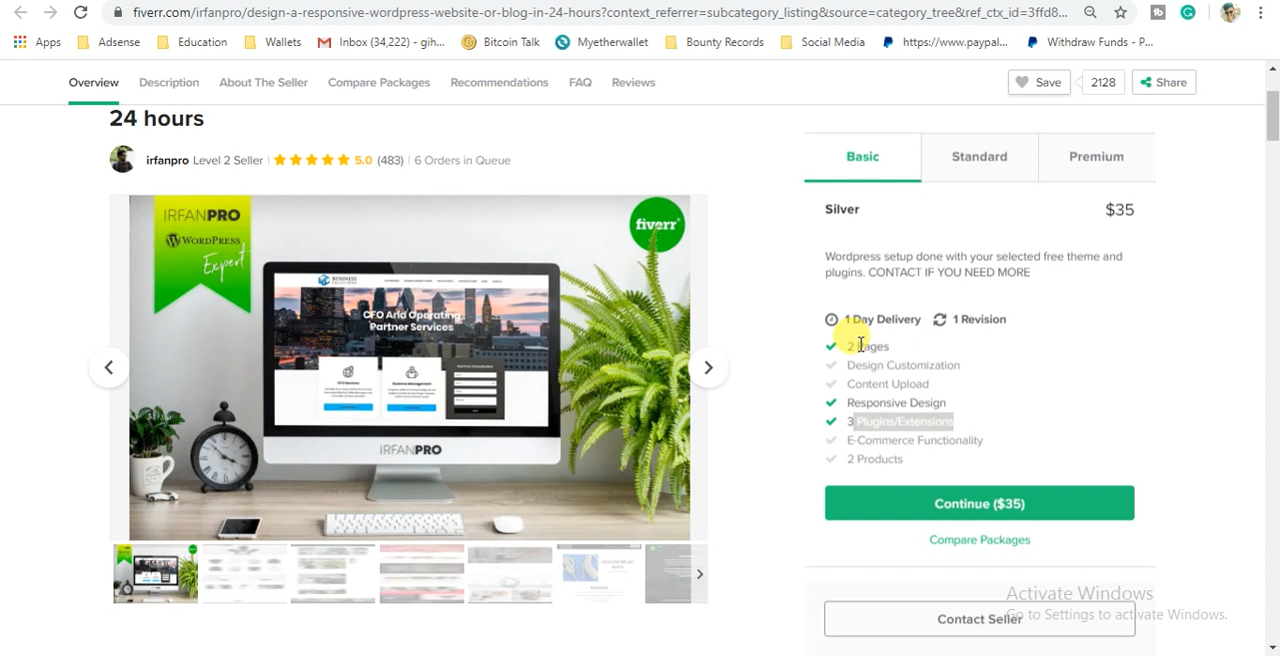 fiverr.com/irfanpro/design-a-responsive-wordpress-website-or-blog-in-24-hours?context_referrer=subcategory_listing&source=category_tree&ref_ctx_id=3ffd8...
Apps Adsense Education Wallets Inbox (34,222) - gih... Bitcoin Talk Myetherwallet Bounty Records Social Media https://www.paypal... Withdraw Funds - P...
Overview Description About The Seller Compare Packages Recommendations FAQ Reviews Save 2128 Share
24 hours
irfanpro Level 2 Seller | 5.0 (483) | 6 Orders in Queue
IRFANPRO
WORDPRESS
Expert
fiverr
BUSINESS
CFO And Operating
Partner Services
IRFANPRO
Basic Standard Premium
Silver $35
Wordpress setup done with your selected free theme and
plugins. CONTACT IF YOU NEED MORE
1 Day Delivery 1 Revision
2 Pages
Design Customization
Content Upload
Responsive Design
3 Plugins/Extensions
E-Commerce Functionality
2 Products
Continue ($35)
Compare Packages
Contact Seller
Activate Windows
Go to Settings to activate Windows.